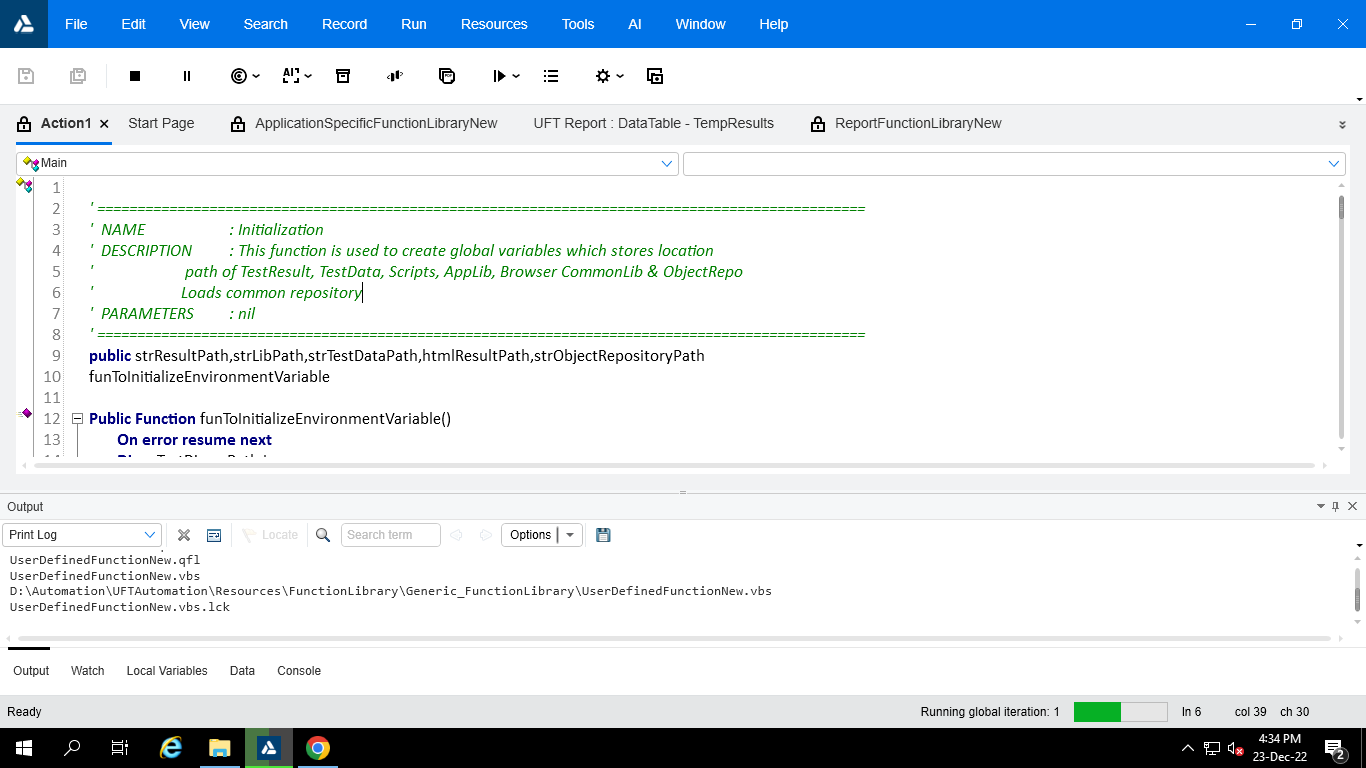 File Edit View Search Record Run Resources Tools AI Window Help
AI
Action1 Start Page ApplicationSpecificFunctionLibraryNew UFT Report : DataTable - TempResults ReportFunctionLibraryNew
Main
1
2 ' ================================================================================================
3 ' NAME : Initialization
4 ' DESCRIPTION : This function is used to create global variables which stores location
5 ' path of TestResult, TestData, Scripts, AppLib, Browser CommonLib & ObjectRepo
6 ' Loads common repository
7 ' PARAMETERS : nil
8 ' ================================================================================================
9 public strResultPath,strLibPath,strTestDataPath,htmlResultPath,strObjectRepositoryPath
10 funToInitializeEnvironmentVariable
11
12 Public Function funToInitializeEnvironmentVariable()
13 On error resume next
Output
Print Log Locate Search term Options
UserDefinedFunctionNew.qfl
UserDefinedFunctionNew.vbs
D:\Automation\UFTAutomation\Resources\FunctionLibrary\Generic_FunctionLibrary\UserDefinedFunctionNew.vbs
UserDefinedFunctionNew.vbs.lck
Output Watch Local Variables Data Console
Ready Running global iteration: 1 ln 6 col 39 ch 30
4:34 PM
23-Dec-22
2